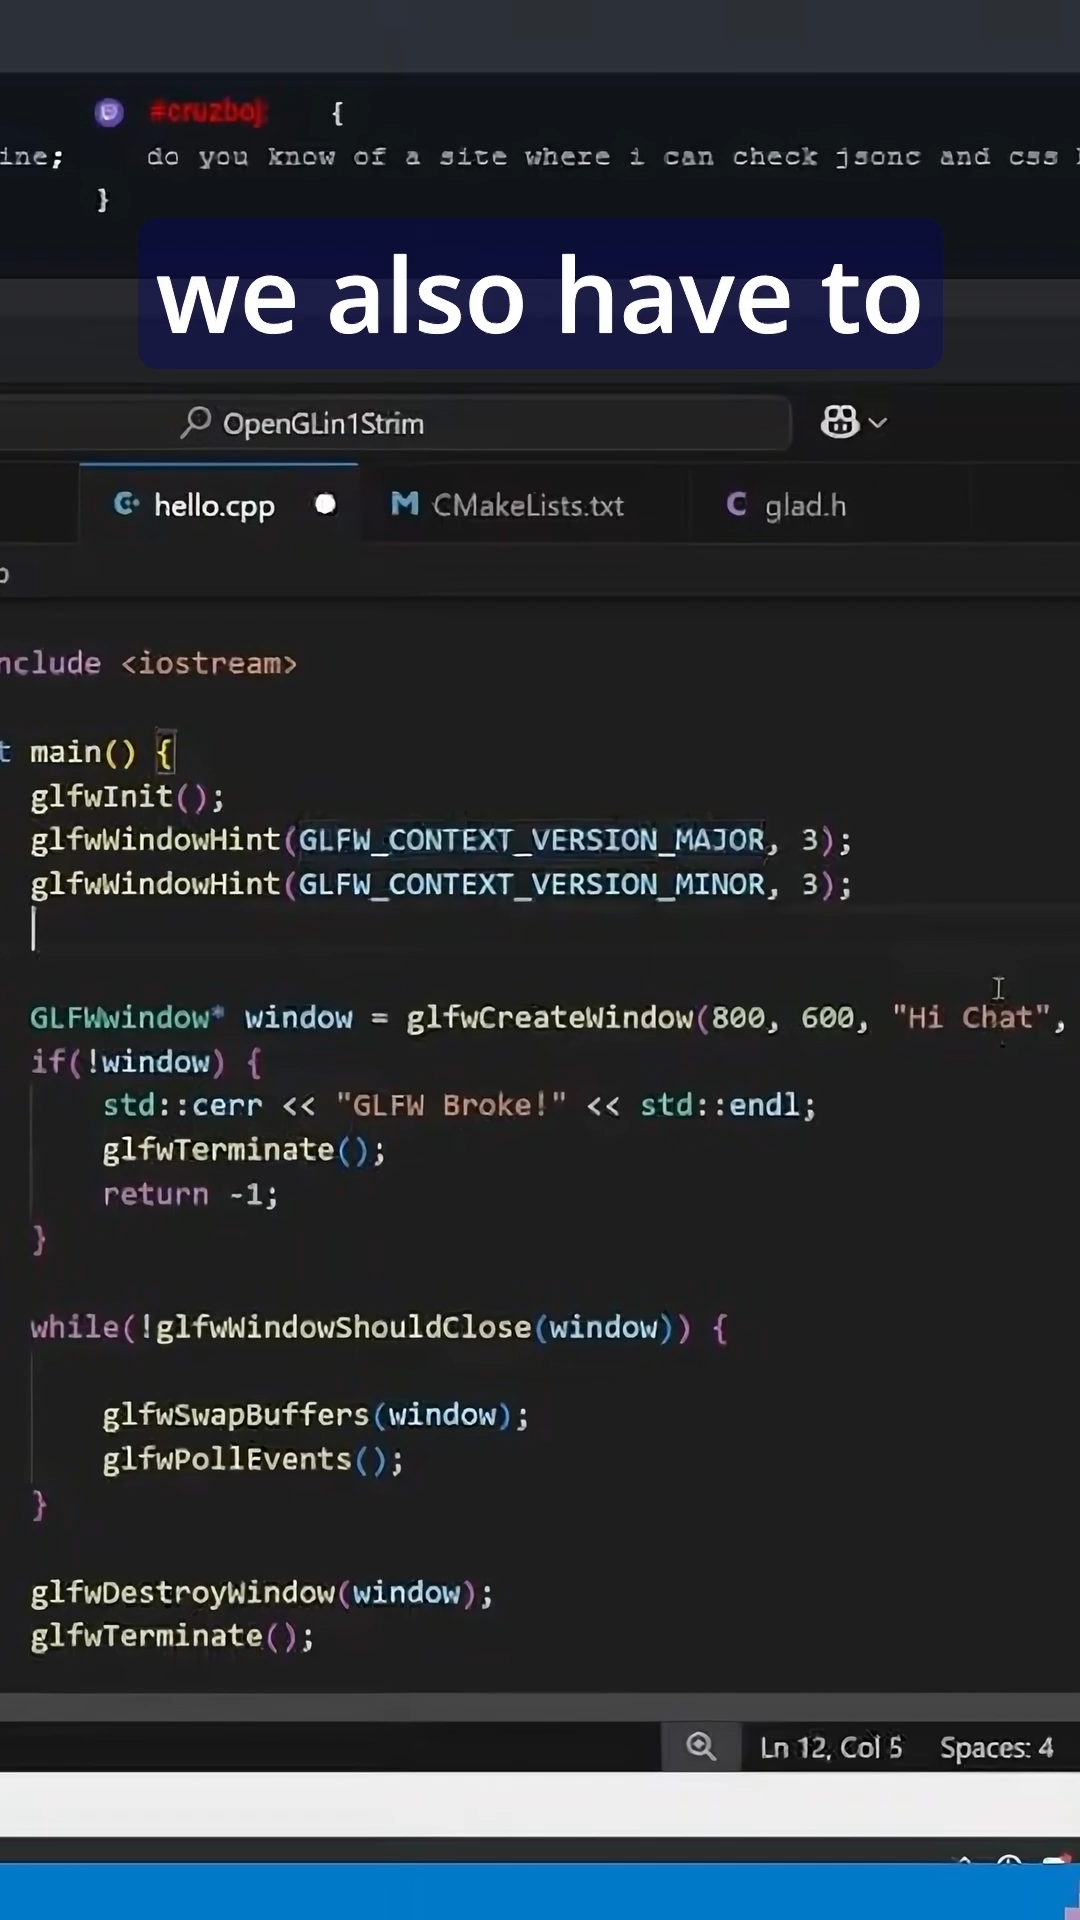 #cruzboj {
ine; do you know of a site where i can check jsonc and css
}
we also have to
OpenGLin1Strim
hello.cpp CMakeLists.txt glad.h
nclude <iostream>
t main() {
glfwInit();
glfwWindowHint(GLFW_CONTEXT_VERSION_MAJOR, 3);
glfwWindowHint(GLFW_CONTEXT_VERSION_MINOR, 3);
GLFWwindow* window = glfwCreateWindow(800, 600, "Hi Chat",
if(!window) {
std::cerr << "GLFW Broke!" << std::endl;
glfwTerminate();
return -1;
}
while(!glfwWindowShouldClose(window)) {
glfwSwapBuffers(window);
glfwPollEvents();
}
glfwDestroyWindow(window);
glfwTerminate();
Ln 12, Col 5 Spaces: 4